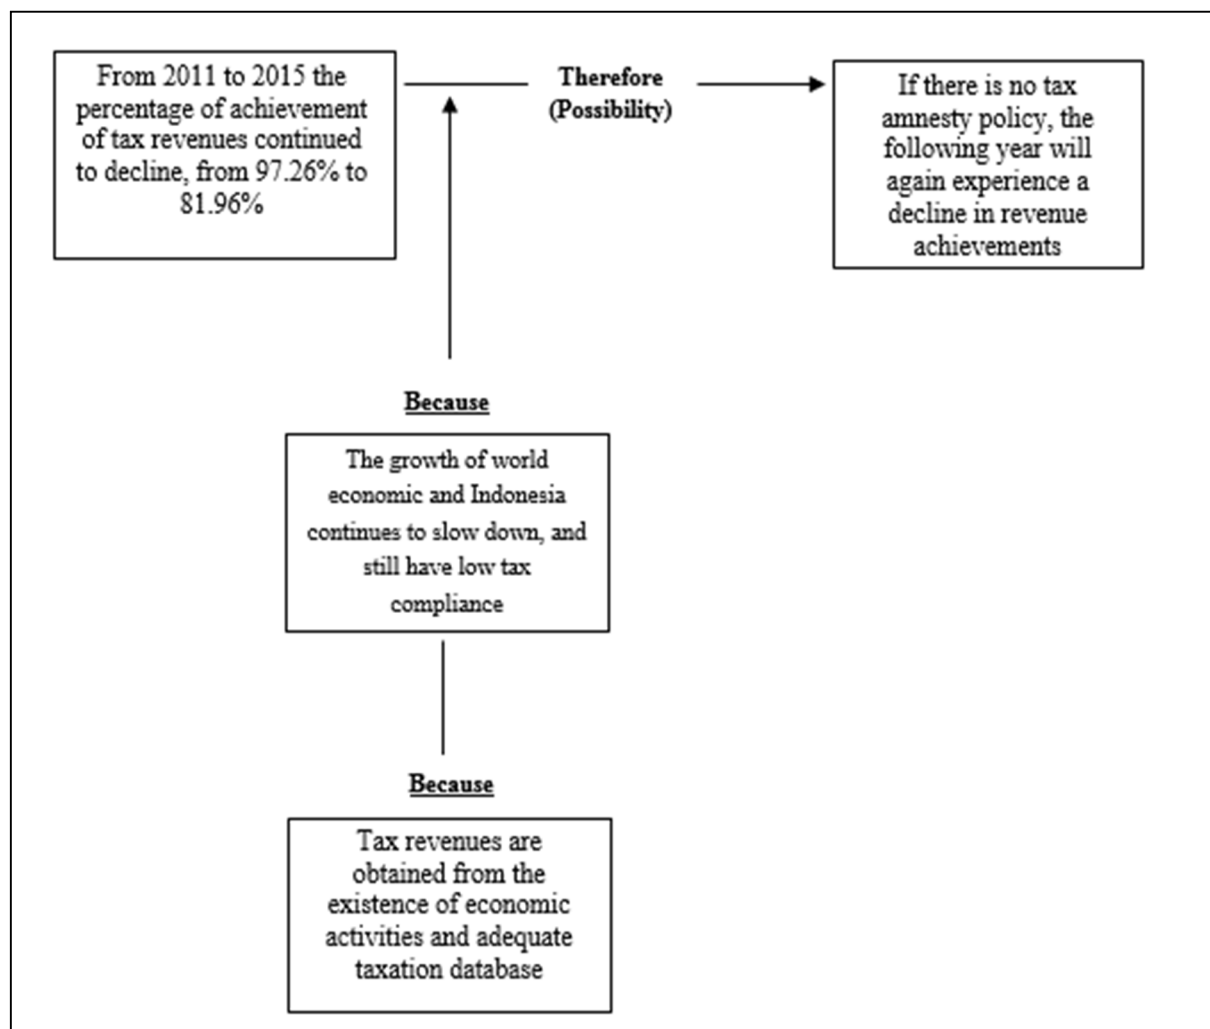 From 2011 to 2015 the
percentage of achievement
of tax revenues continued
to decline, from 97.26% to
81.96%
Therefore
(Possibility)
If there is no tax
amnesty policy, the
following year will
again experience a
decline in revenue
achievements
Because
The growth of world
economic and Indonesia
continues to slow down, and
still have low tax
compliance
Because
Tax revenues are
obtained from the
existence of economic
activities and adequate
taxation database